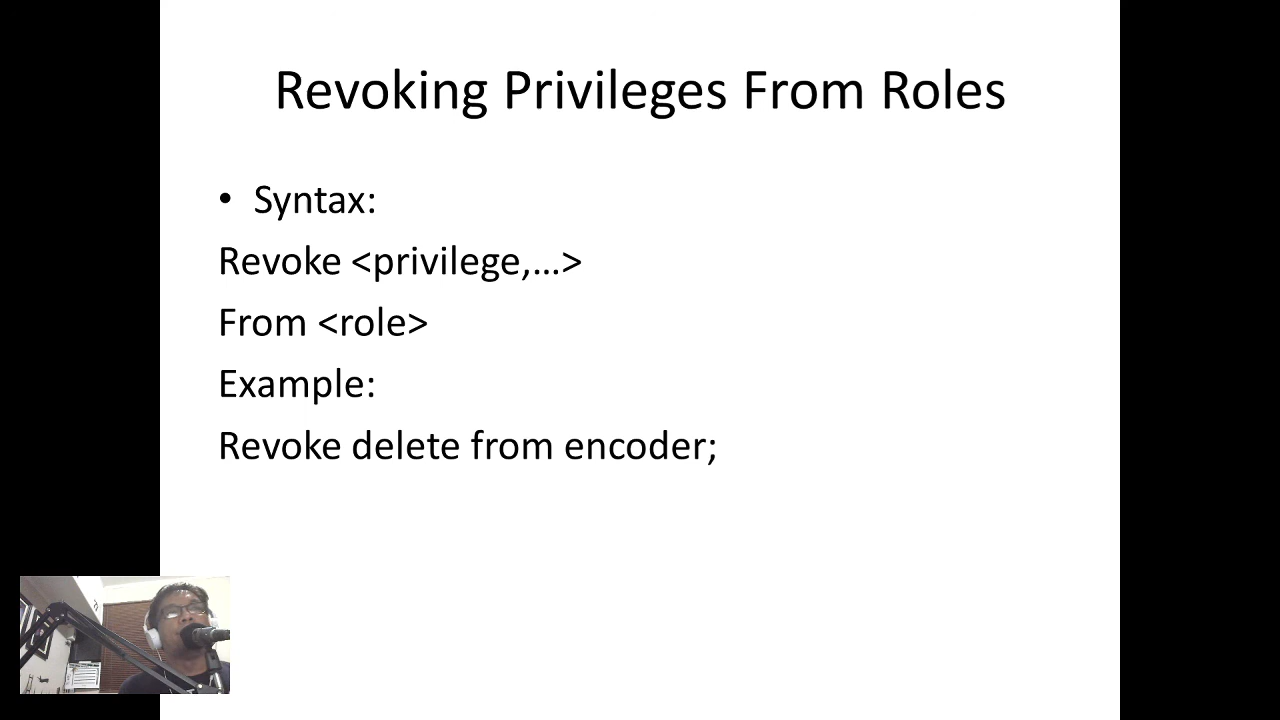 Revoking Privileges From Roles
• Syntax:
Revoke <privilege,…>
From <role>
Example:
Revoke delete from encoder;